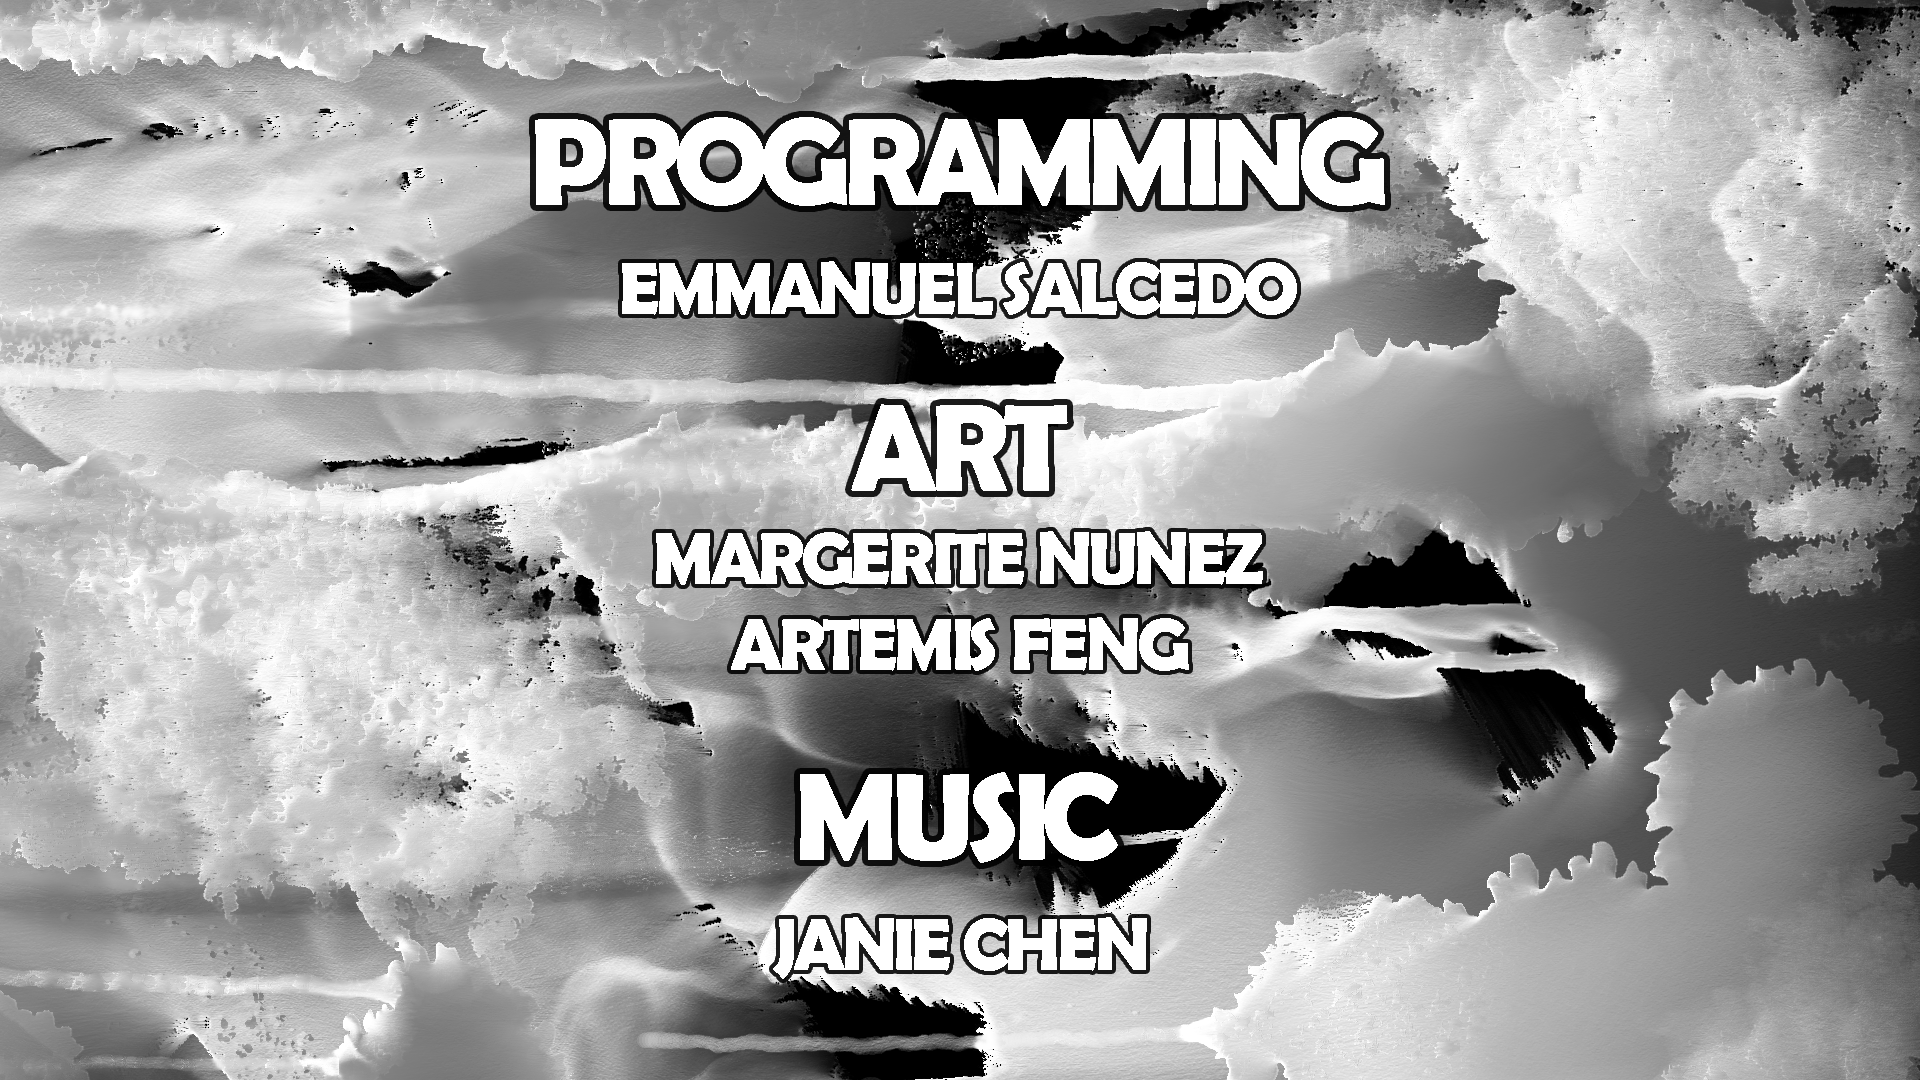 PROGRAMMING
EMMANUEL SALCEDO
ART
MARGERITE NUNEZ
ARTEMIS FENG
MUSIC
JANIE CHEN